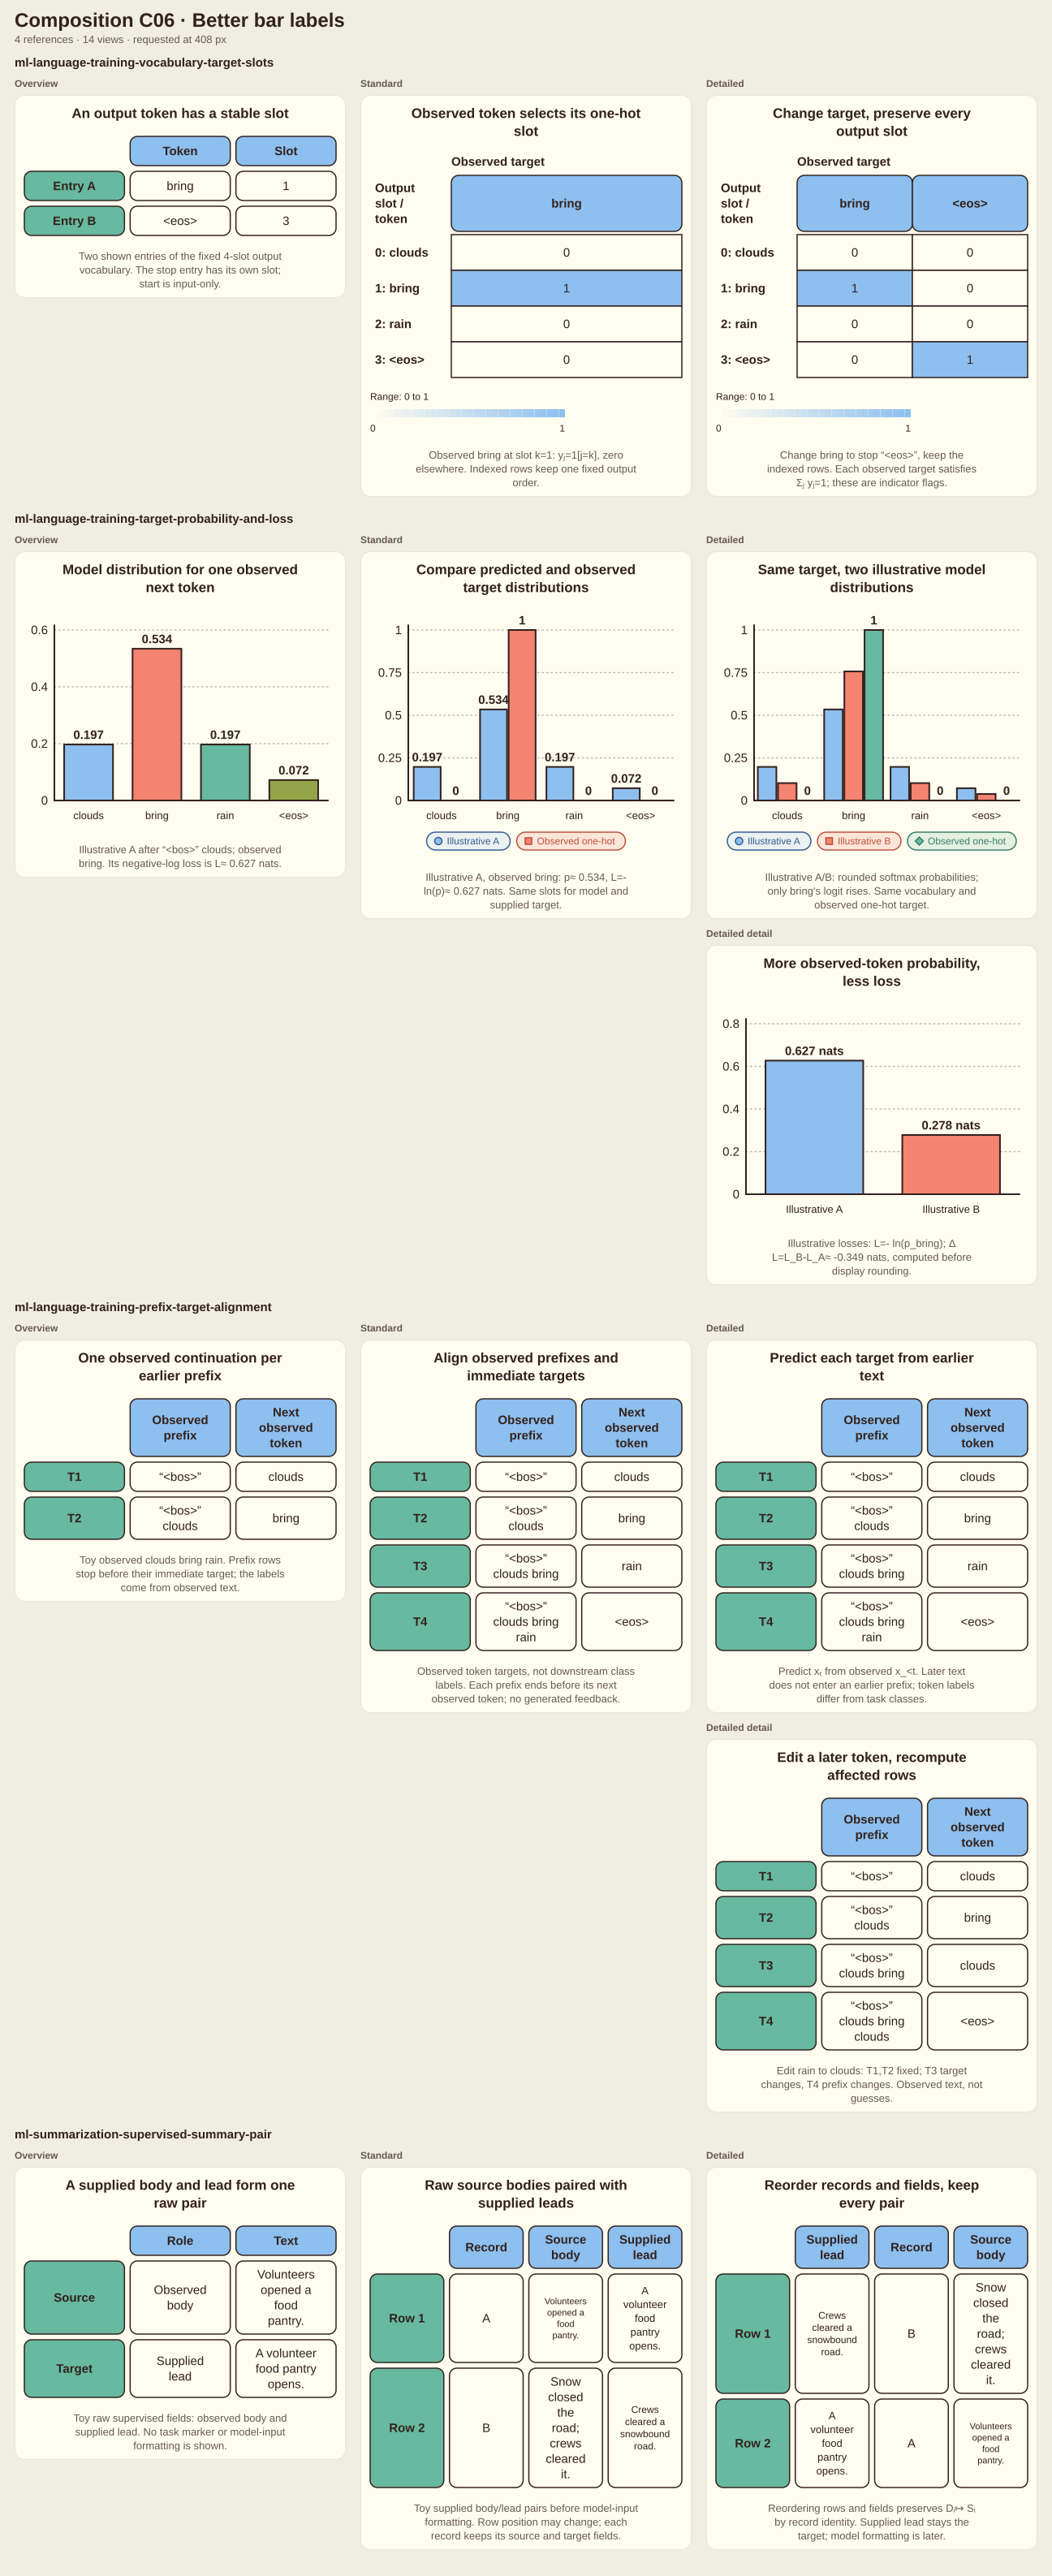 Composition C06 · Better bar labels
4 references · 14 views · requested at 408 px
ml-language-training-vocabulary-target-slots
Overview
An output token has a stable slot
Token
Slot
Entry A
bring
1
Entry B
<eos>
3
Two shown entries of the fixed 4-slot output
vocabulary. The stop entry has its own slot;
start is input-only.
Standard
Observed token selects its one-hot
slot
Observed target
Output
slot /
token
bring
0: clouds
0
1: bring
1
2: rain
0
3: <eos>
0
Range: 0 to 1
0
1
Observed bring at slot k=1: yⱼ=1[j=k], zero
elsewhere. Indexed rows keep one fixed output
order.
Detailed
Change target, preserve every
output slot
Observed target
Output
slot /
token
bring
<eos>
0: clouds
0
0
1: bring
1
0
2: rain
0
0
3: <eos>
0
1
Range: 0 to 1
0
1
Change bring to stop “<eos>”, keep the
indexed rows. Each observed target satisfies
Σⱼ yⱼ=1; these are indicator flags.
ml-language-training-target-probability-and-loss
Overview
Model distribution for one observed
next token
0.6
0.4
0.2
0
0.197
0.534
0.197
0.072
clouds
bring
rain
<eos>
Illustrative A after “<bos>” clouds; observed
bring. Its negative-log loss is L≈ 0.627 nats.
Standard
Compare predicted and observed
target distributions
1
0.75
0.5
0.25
0
0.197
0
0.534
1
0.197
0
0.072
0
clouds
bring
rain
<eos>
Illustrative A
Observed one-hot
Illustrative A, observed bring: p≈ 0.534, L=-
ln(p)≈ 0.627 nats. Same slots for model and
supplied target.
Detailed
Same target, two illustrative model
distributions
1
0.75
0.5
0.25
0
0
1
0
0
clouds
bring
rain
<eos>
Illustrative A
Illustrative B
Observed one-hot
Illustrative A/B: rounded softmax probabilities;
only bring's logit rises. Same vocabulary and
observed one-hot target.
Detailed detail
More observed-token probability,
less loss
0.8
0.6
0.4
0.2
0
0.627 nats
0.278 nats
Illustrative A
Illustrative B
Illustrative losses: L=- ln(p_bring); Δ
L=L_B-L_A≈ -0.349 nats, computed before
display rounding.
ml-language-training-prefix-target-alignment
Overview
One observed continuation per
earlier prefix
Observed
prefix
Next
observed
token
T1
“<bos>”
clouds
T2
“<bos>”
clouds
bring
Toy observed clouds bring rain. Prefix rows
stop before their immediate target; the labels
come from observed text.
Standard
Align observed prefixes and
immediate targets
Observed
prefix
Next
observed
token
T1
“<bos>”
clouds
T2
“<bos>”
clouds
bring
T3
“<bos>”
clouds bring
rain
T4
“<bos>”
clouds bring
rain
<eos>
Observed token targets, not downstream class
labels. Each prefix ends before its next
observed token; no generated feedback.
Detailed
Predict each target from earlier
text
Observed
prefix
Next
observed
token
T1
“<bos>”
clouds
T2
“<bos>”
clouds
bring
T3
“<bos>”
clouds bring
rain
T4
“<bos>”
clouds bring
rain
<eos>
Predict xₜ from observed x_<t. Later text
does not enter an earlier prefix; token labels
differ from task classes.
Detailed detail
Edit a later token, recompute
affected rows
Observed
prefix
Next
observed
token
T1
“<bos>”
clouds
T2
“<bos>”
clouds
bring
T3
“<bos>”
clouds bring
clouds
T4
“<bos>”
clouds bring
clouds
<eos>
Edit rain to clouds: T1,T2 fixed; T3 target
changes, T4 prefix changes. Observed text, not
guesses.
ml-summarization-supervised-summary-pair
Overview
A supplied body and lead form one
raw pair
Role
Text
Source
Observed
body
Volunteers
opened a
food
pantry.
Target
Supplied
lead
A volunteer
food pantry
opens.
Toy raw supervised fields: observed body and
supplied lead. No task marker or model-input
formatting is shown.
Standard
Raw source bodies paired with
supplied leads
Record
Source
body
Supplied
lead
Row 1
A
Volunteers
opened a
food
pantry.
A
volunteer
food
pantry
opens.
Row 2
B
Snow
closed
the
road;
crews
cleared
it.
Crews
cleared a
snowbound
road.
Toy supplied body/lead pairs before model-input
formatting. Row position may change; each
record keeps its source and target fields.
Detailed
Reorder records and fields, keep
every pair
Supplied
lead
Record
Source
body
Row 1
Crews
cleared a
snowbound
road.
B
Snow
closed
the
road;
crews
cleared
it.
Row 2
A
volunteer
food
pantry
opens.
A
Volunteers
opened a
food
pantry.
Reordering rows and fields preserves Dᵢ↦ Sᵢ
by record identity. Supplied lead stays the
target; model formatting is later.